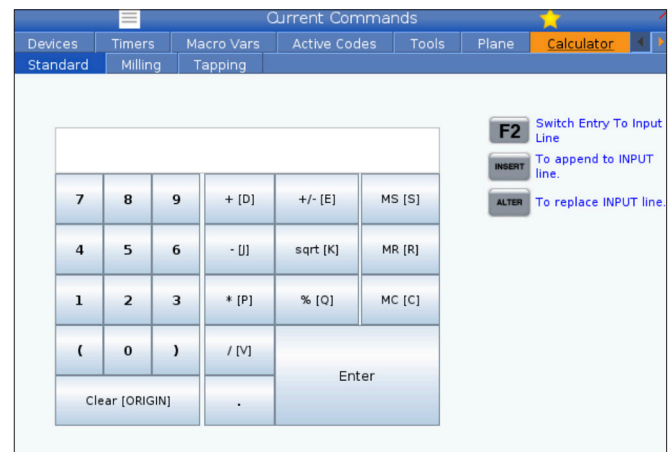 Current Commands
Devices Timers Macro Vars Active Codes Tools Plane Calculator
Standard Milling Tapping
F2 Switch Entry To Input
Line
INSERT To append to INPUT
line.
ALTER To replace INPUT line.
7 8 9 + [D] +/- [E] MS [S]
4 5 6 - [J] sqrt [K] MR [R]
1 2 3 * [P] % [Q] MC [C]
( 0 ) / [V]
Enter
Clear [ORIGIN] .